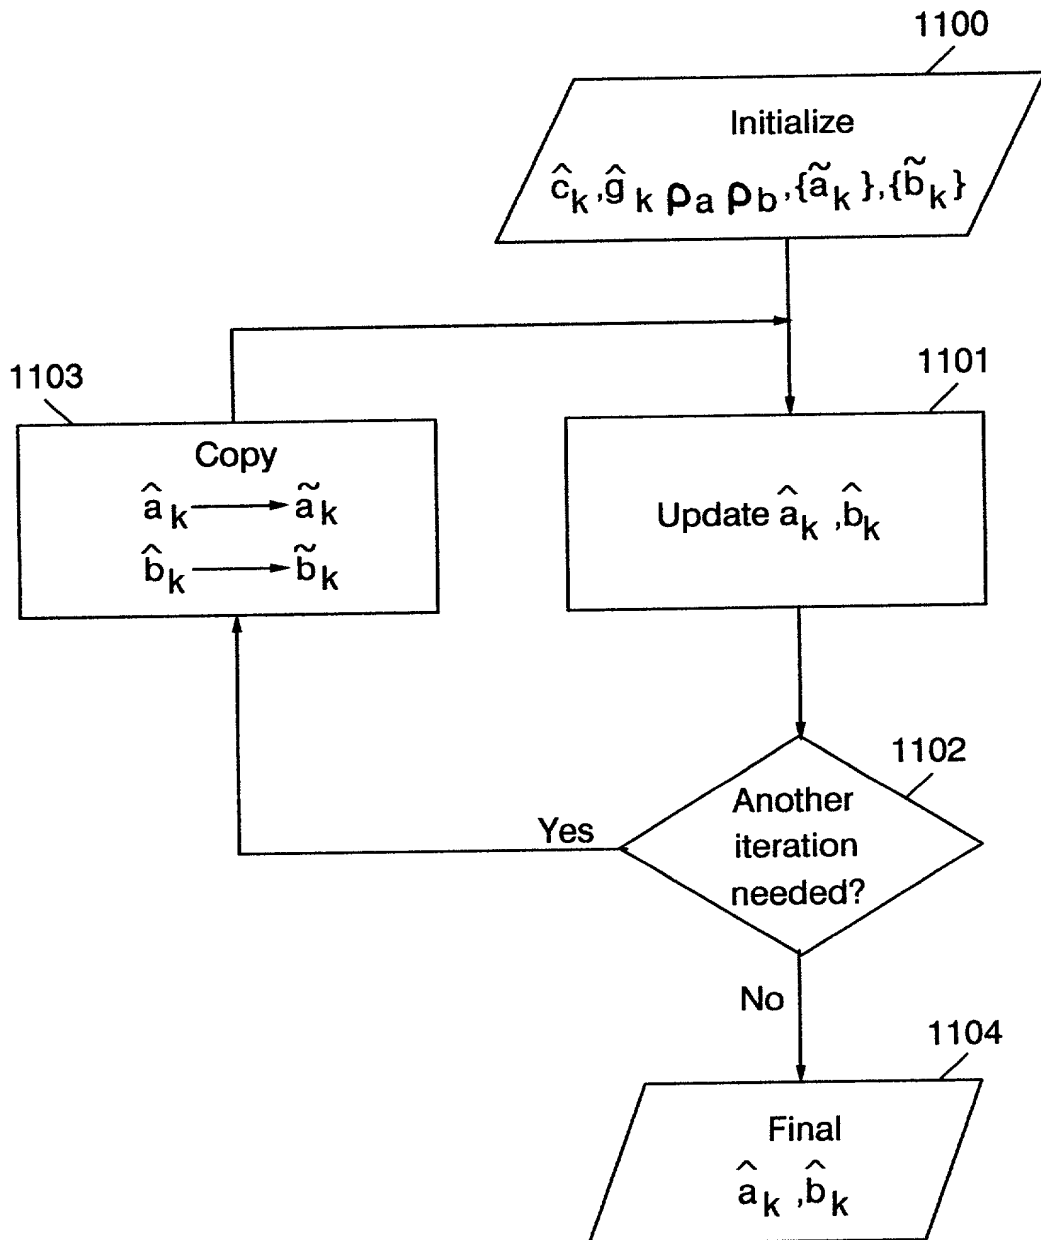 1100
Initialize
ĉₖ,ĝₖ ρₐ ρb,{ãₖ},{b̃ₖ}
1103
Copy
âₖ → ãₖ
b̂ₖ → b̃ₖ
1101
Update âₖ ,b̂ₖ
1102
Another
iteration
needed?
Yes
No
1104
Final
âₖ ,b̂ₖ